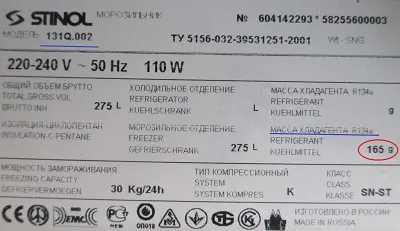 STINOL МОРОЗИЛЬНИК № 604142293 * 58255600003
МОДЕЛЬ 131Q.002 ТУ 5156-032-39531251-2001 Wt-SNG
220-240 V ~ 50 Hz 110 W
ОБЩИЙ ОБЪЕМ БРУТТО ХОЛОДИЛЬНОЕ ОТДЕЛЕНИЕ МАССА ХЛАДАГЕНТА R134a
TOTAL GROSS VOL REFRIGERATOR REFRIGERANT
BRUTTO INH 275 L KUEHLSCHRANK L KUEHLMITTEL g
ИЗОЛЯЦИЯ ЦИКЛОПЕНТАН МОРОЗИЛЬНОЕ ОТДЕЛЕНИЕ МАССА ХЛАДАГЕНТА R134a
INSULATION-C-PENTANE FREEZER REFRIGERANT
GEFRIERSCHRANK 275 L KUEHLMITTEL 165 g
МОЩНОСТЬ ЗАМОРАЖИВАНИЯ ТИП КОМПРЕССИОННЫЙ КЛАСС
FREEZING CAPACITY SYSTEM CLASS
GEFRIERVERMOEGEN 30 Kg/24h SYSTEM KOMPRES K KLASSE SN-ST
ИЗГОТОВЛЕНО В РОССИИ
MADE IN RUSSIA